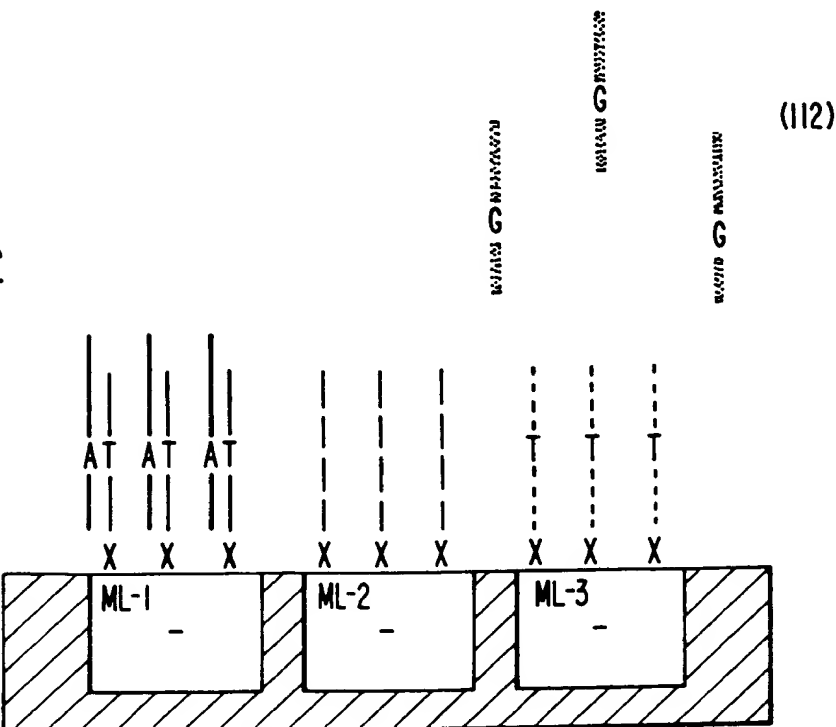 G
(112)
G
G
A T A T A T
T T T
X X X X X X X X X
ML-1 ML-2 ML-3
- - -